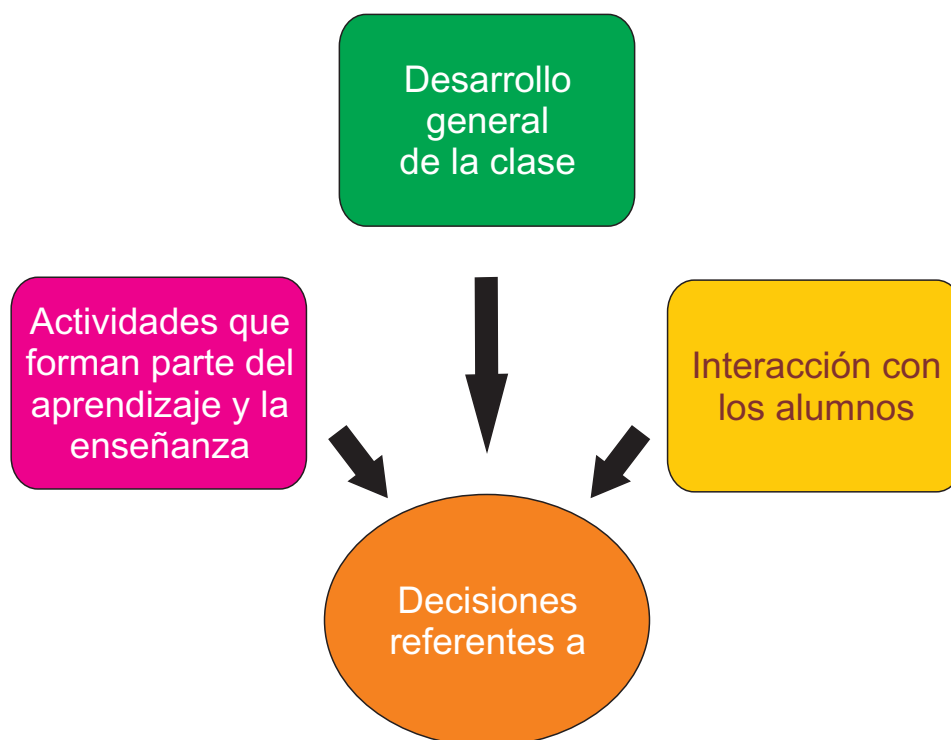 Desarrollo
general
de la clase
Actividades que
forman parte del
aprendizaje y la
enseñanza
Interacción con
los alumnos
Decisiones
referentes a